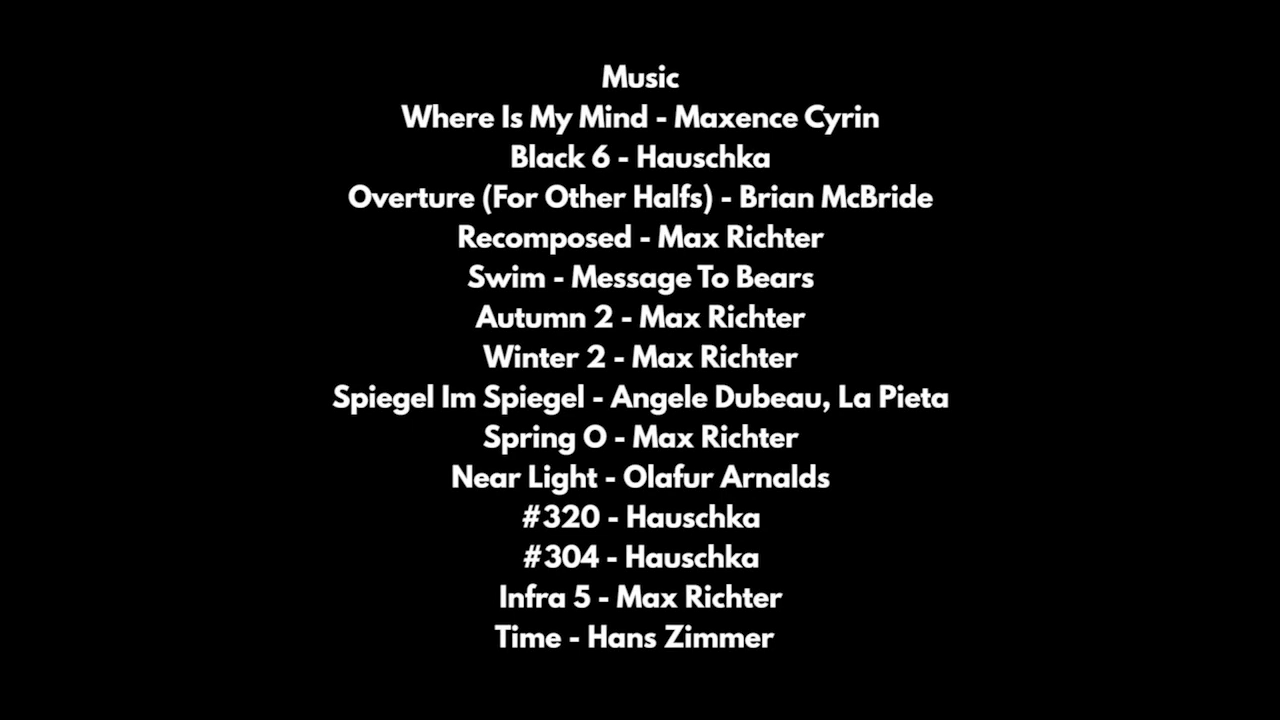 Music
Where Is My Mind - Maxence Cyrin
Black 6 - Hauschka
Overture (For Other Halfs) - Brian McBride
Recomposed - Max Richter
Swim - Message To Bears
Autumn 2 - Max Richter
Winter 2 - Max Richter
Spiegel Im Spiegel - Angele Dubeau, La Pieta
Spring O - Max Richter
Near Light - Olafur Arnalds
#320 - Hauschka
#304 - Hauschka
Infra 5 - Max Richter
Time - Hans Zimmer